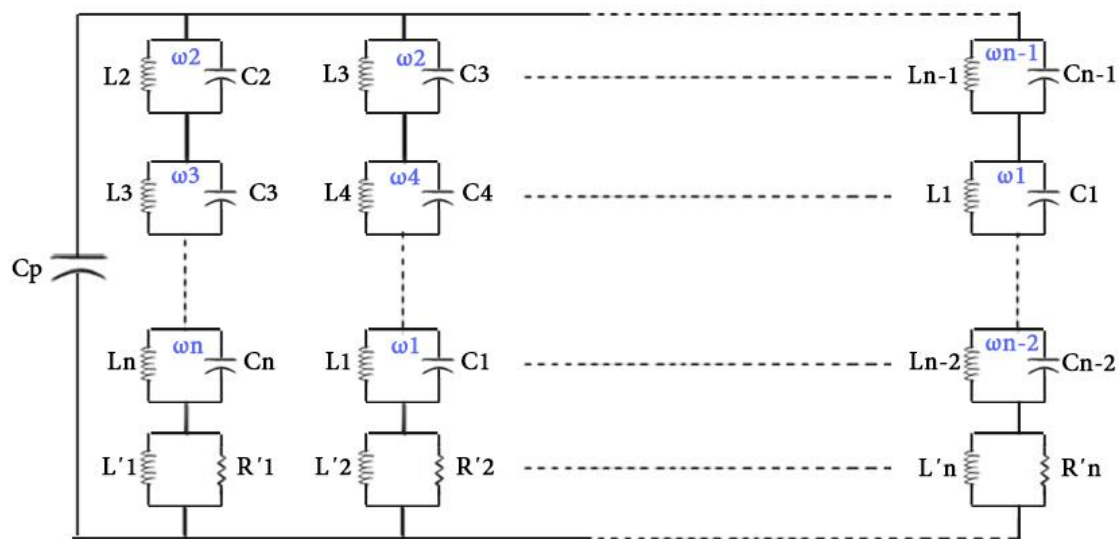 ω2 ω2 ωn-1
L2 C2 L3 C3 Ln-1 Cn-1
ω3 ω4 ω1
L3 C3 L4 C4 L1 C1
Cp
ωn ω1 ωn-2
Ln Cn L1 C1 Ln-2 Cn-2
L'1 R'1 L'2 R'2 L'n R'n